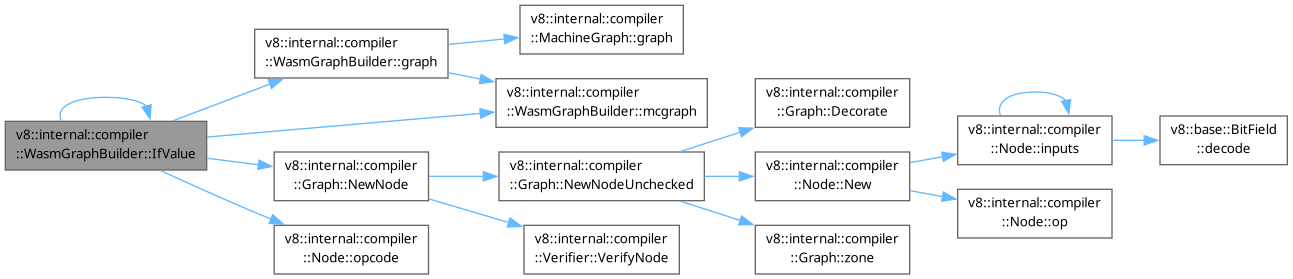 v8::internal::compiler
::WasmGraphBuilder::IfValue
v8::internal::compiler
::WasmGraphBuilder::graph
v8::internal::compiler
::MachineGraph::graph
v8::internal::compiler
::WasmGraphBuilder::mcgraph
v8::internal::compiler
::Graph::NewNode
v8::internal::compiler
::Graph::NewNodeUnchecked
v8::internal::compiler
::Graph::Decorate
v8::internal::compiler
::Node::New
v8::internal::compiler
::Node::inputs
v8::base::BitField
::decode
v8::internal::compiler
::Node::op
v8::internal::compiler
::Graph::zone
v8::internal::compiler
::Verifier::VerifyNode
v8::internal::compiler
::Node::opcode